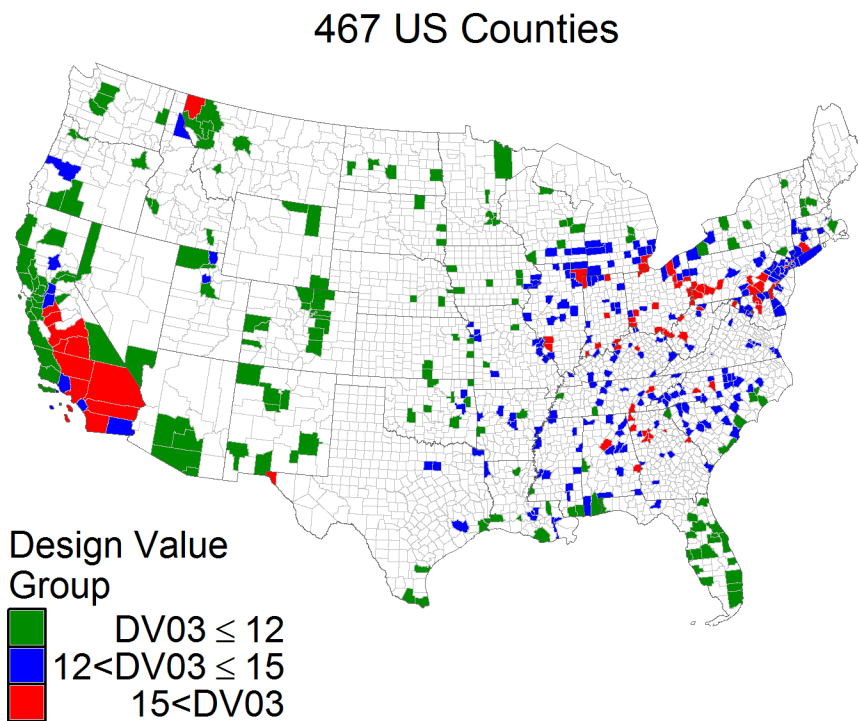 467 US Counties
Design Value
Group
DV03 ≤ 12
12<DV03 ≤ 15
15<DV03